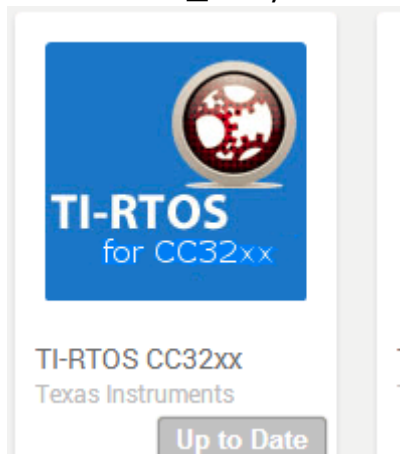 TI-RTOS
for CC32xx
TI-RTOS CC32xx
Texas Instruments
Up to Date